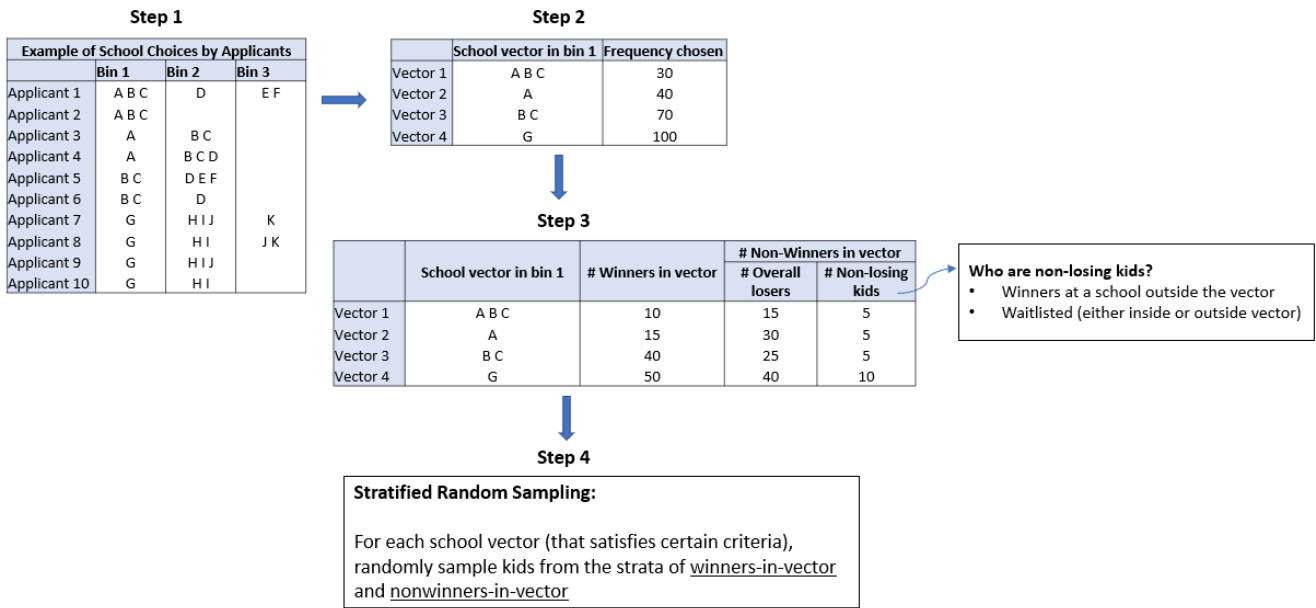 Step 1
Example of School Choices by Applicants
Bin 1 Bin 2 Bin 3
Applicant 1 A B C D E F
Applicant 2 A B C
Applicant 3 A B C
Applicant 4 A B C D
Applicant 5 B C D E F
Applicant 6 B C D
Applicant 7 G H I J K
Applicant 8 G H I J K
Applicant 9 G H I J
Applicant 10 G H I
Step 2
School vector in bin 1 Frequency chosen
Vector 1 A B C 30
Vector 2 A 40
Vector 3 B C 70
Vector 4 G 100
Step 3
# Non-Winners in vector
School vector in bin 1 # Winners in vector # Overall losers # Non-losing kids
Vector 1 A B C 10 15 5
Vector 2 A 15 30 5
Vector 3 B C 40 25 5
Vector 4 G 50 40 10
Who are non-losing kids?
• Winners at a school outside the vector
• Waitlisted (either inside or outside vector)
Step 4
Stratified Random Sampling:
For each school vector (that satisfies certain criteria),
randomly sample kids from the strata of winners-in-vector
and nonwinners-in-vector